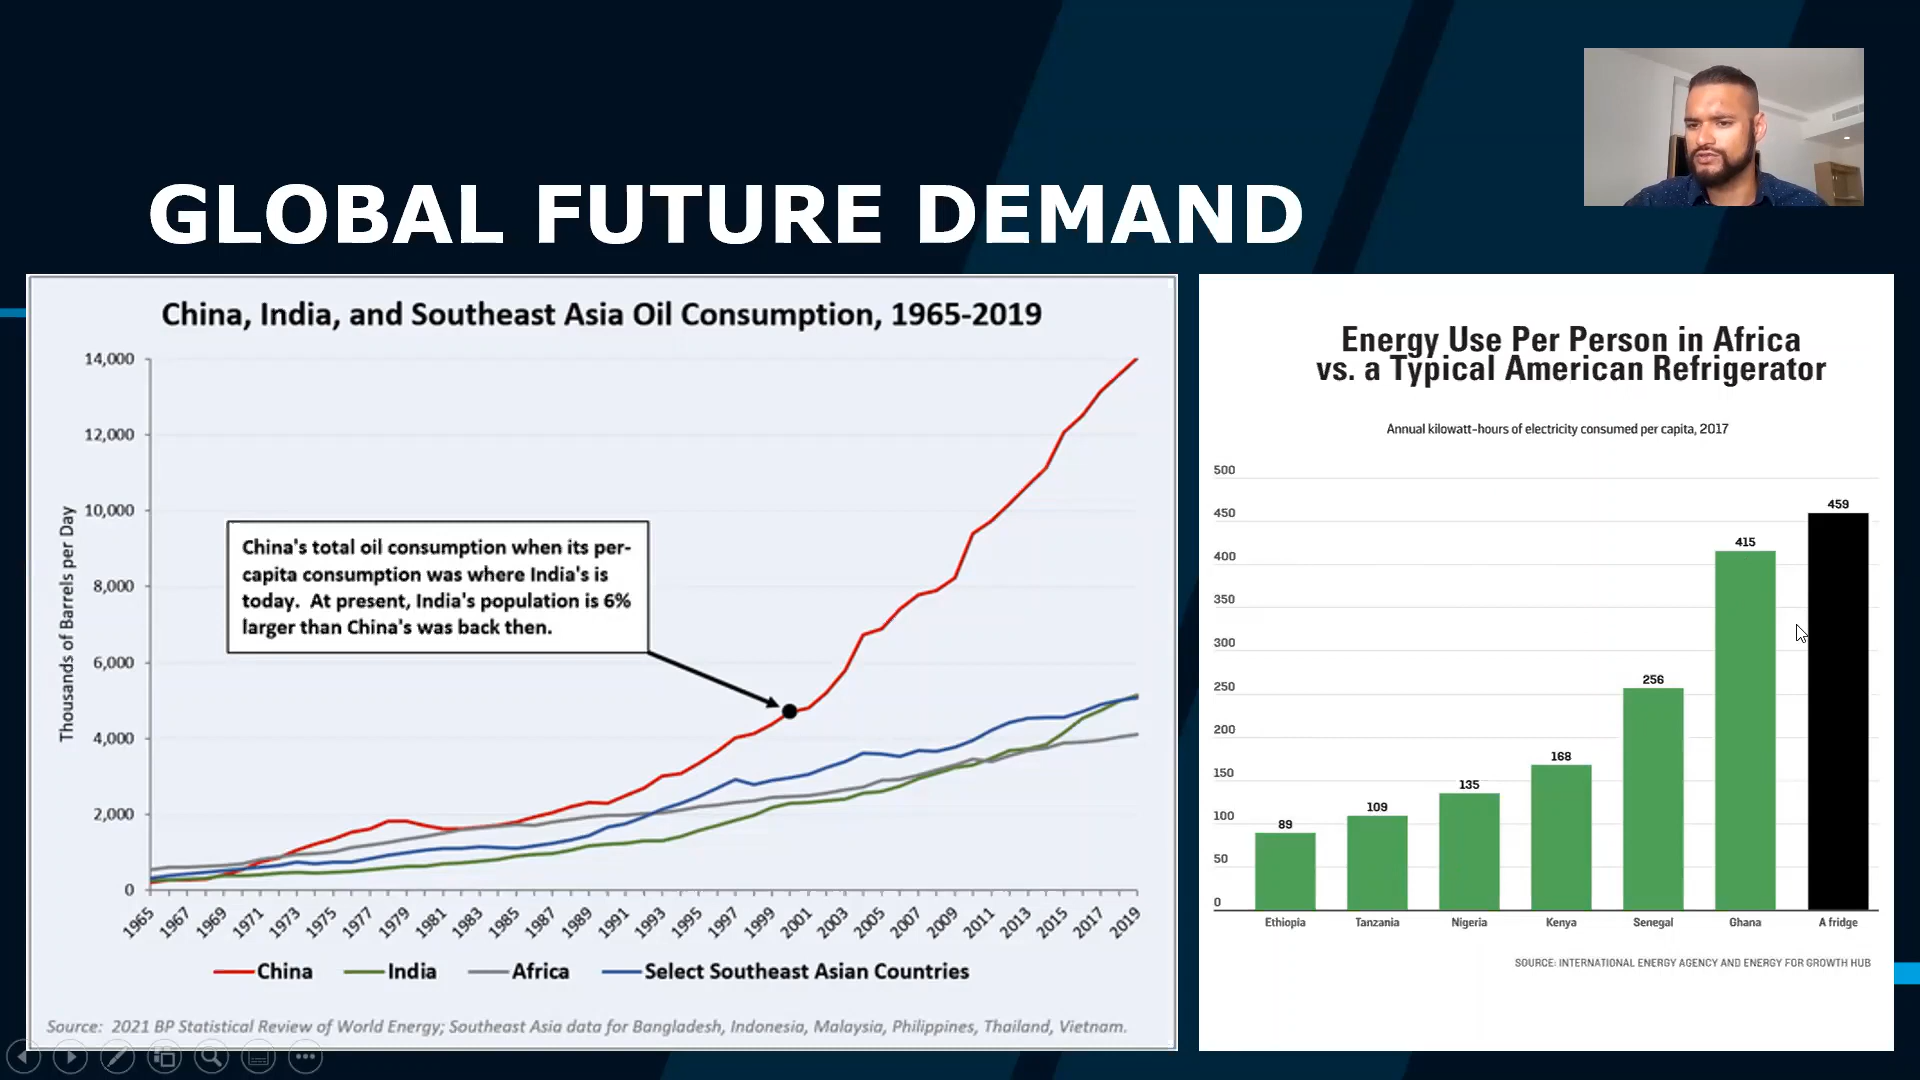 GLOBAL FUTURE DEMAND
China, India, and Southeast Asia Oil Consumption, 1965-2019
14,000
12,000
10,000
8,000
6,000
4,000
2,000
0
Thousands of Barrels per Day
China's total oil consumption when its per-
capita consumption was where India's is
today. At present, India's population is 6%
larger than China's was back then.
1965 1967 1969 1971 1973 1975 1977 1979 1981 1983 1985 1987 1989 1991 1993 1995 1997 1999 2001 2003 2005 2007 2009 2011 2013 2015 2017 2019
China India Africa Select Southeast Asian Countries
Source: 2021 BP Statistical Review of World Energy; Southeast Asia data for Bangladesh, Indonesia, Malaysia, Philippines, Thailand, Vietnam.
Energy Use Per Person in Africa
vs. a Typical American Refrigerator
Annual kilowatt-hours of electricity consumed per capita, 2017
500
450
400
350
300
250
200
150
100
50
0
89 109 135 168 256 415 459
Ethiopia Tanzania Nigeria Kenya Senegal Ghana A fridge
SOURCE: INTERNATIONAL ENERGY AGENCY AND ENERGY FOR GROWTH HUB